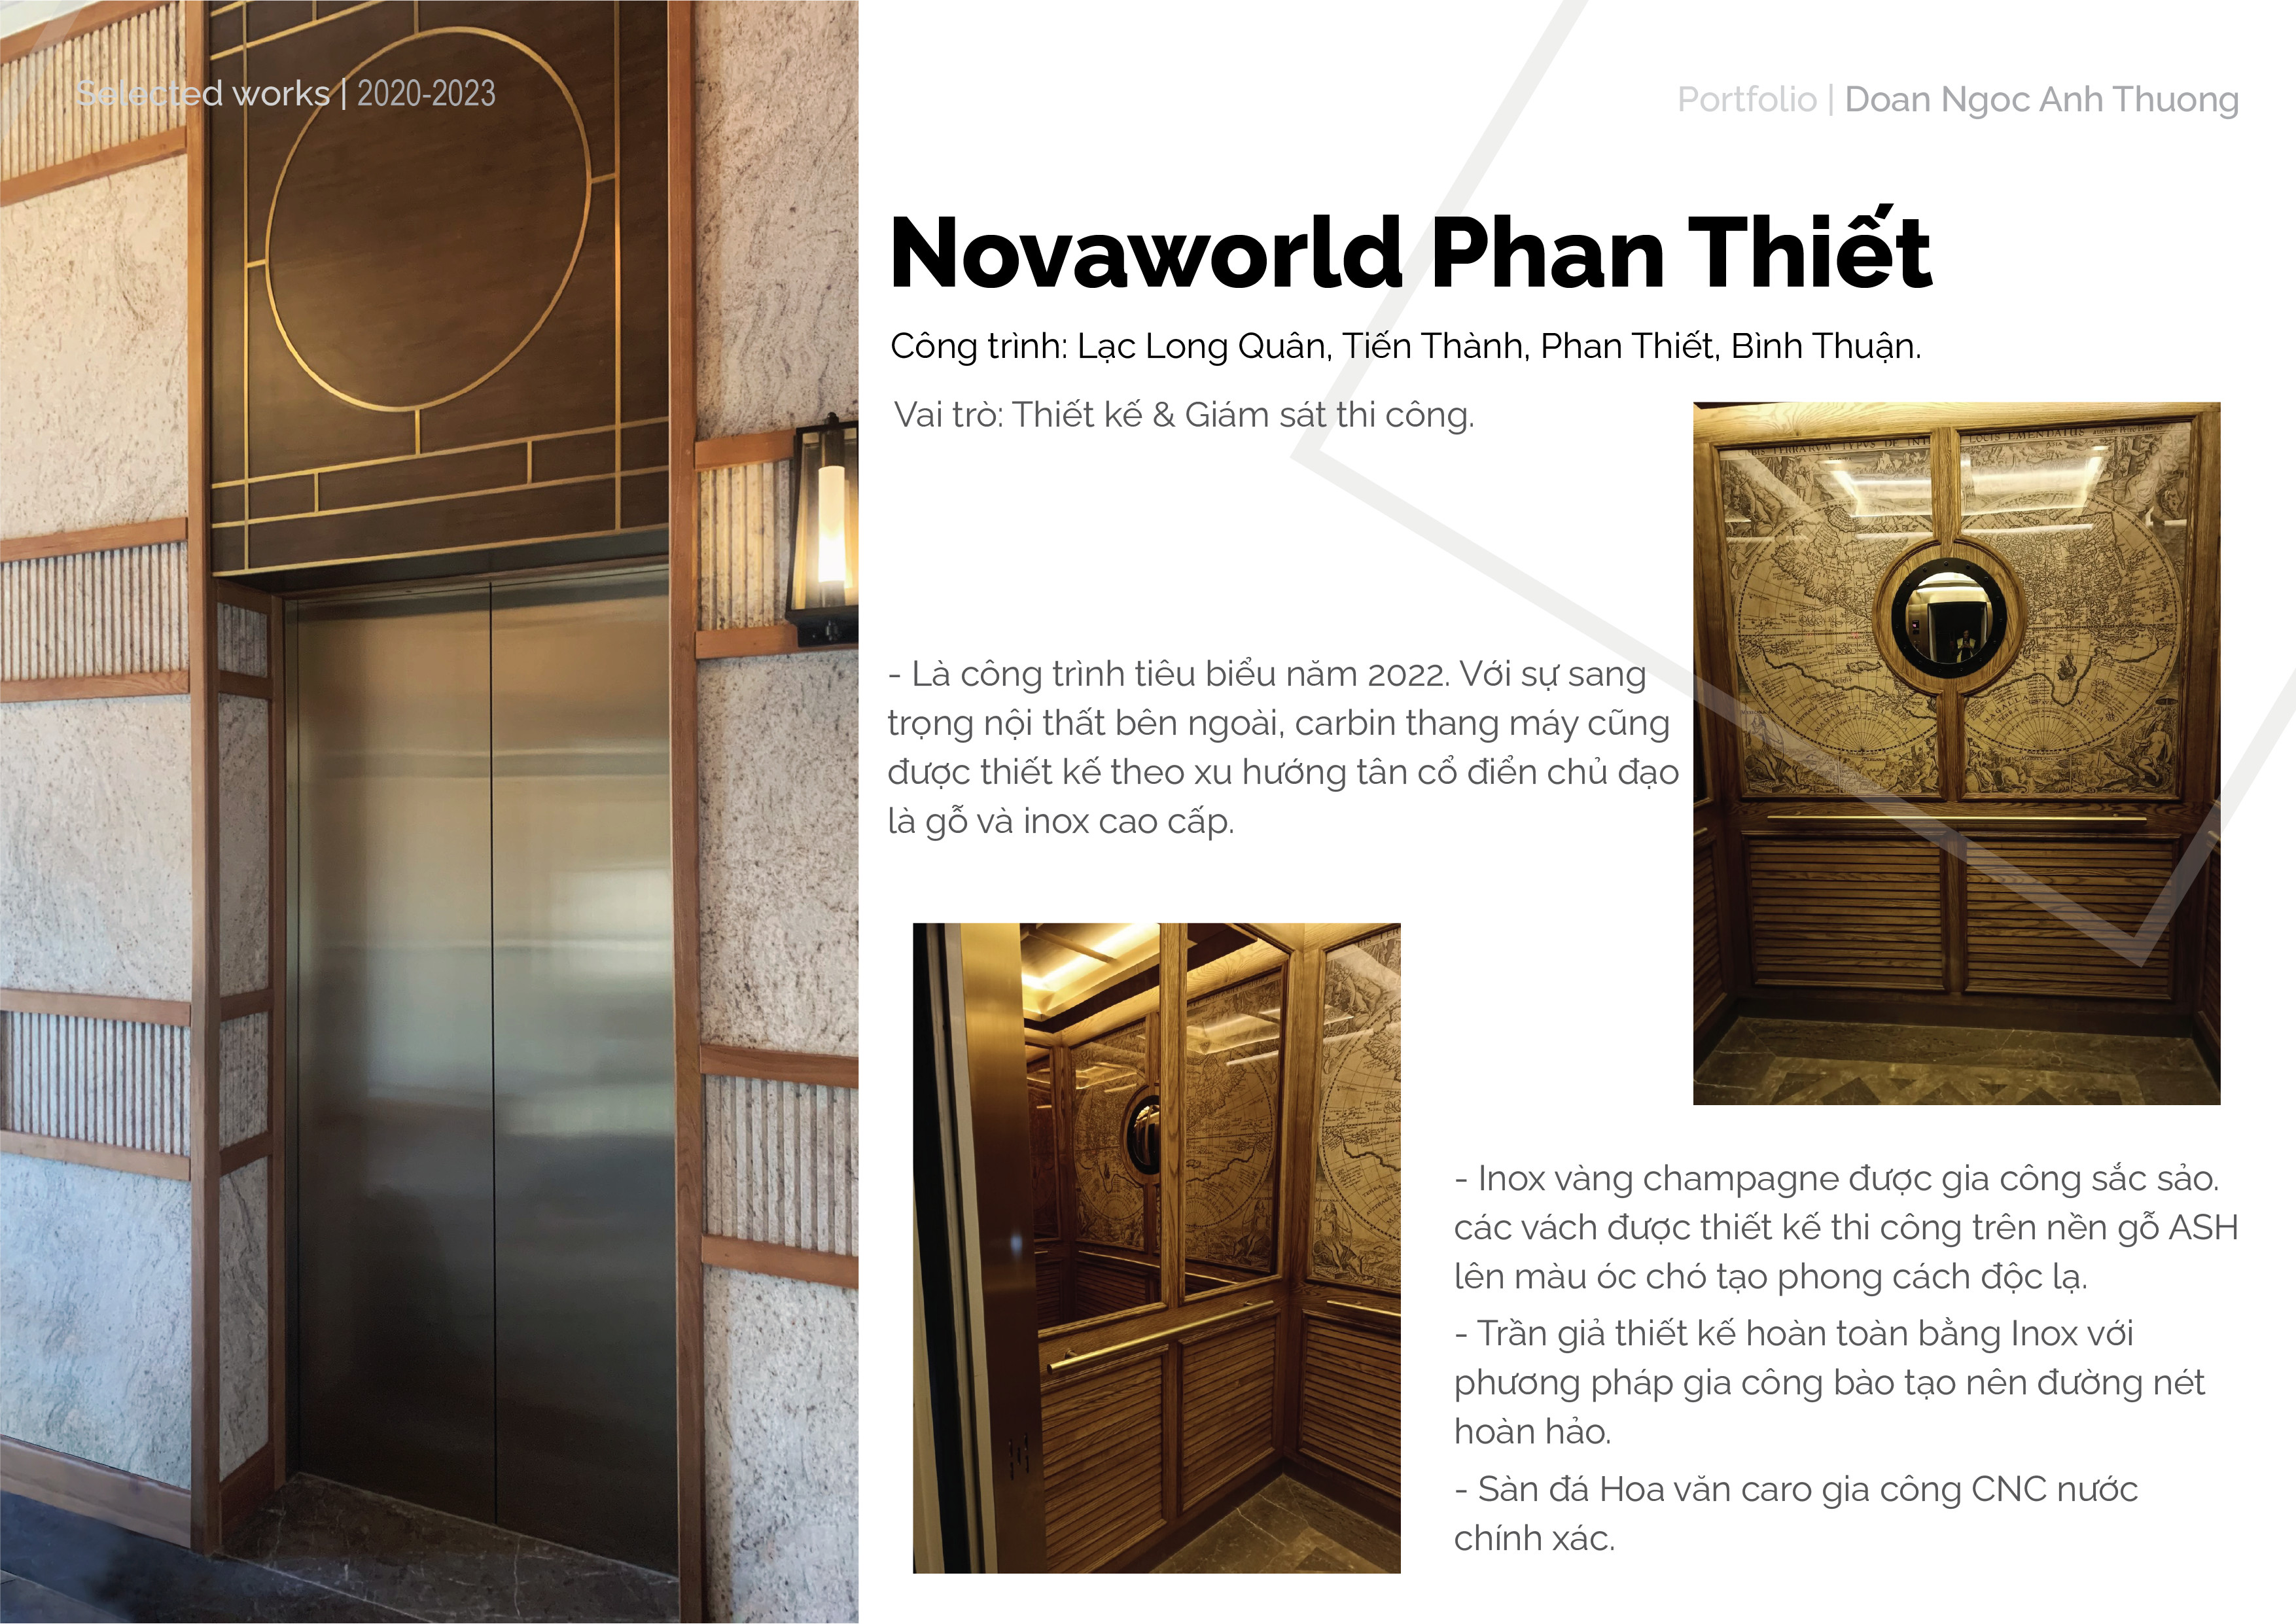 Selected works | 2020-2023
Portfolio | Doan Ngoc Anh Thuong
Novaworld Phan Thiết
Công trình: Lạc Long Quân, Tiến Thành, Phan Thiết, Bình Thuận.
Vai trò: Thiết kế & Giám sát thi công.
- Là công trình tiêu biểu năm 2022. Với sự sang
trọng nội thất bên ngoài, carbin thang máy cũng
được thiết kế theo xu hướng tân cổ điển chủ đạo
là gỗ và inox cao cấp.
- Inox vàng champagne được gia công sắc sảo.
các vách được thiết kế thi công trên nền gỗ ASH
lên màu óc chó tạo phong cách độc lạ.
- Trần giả thiết kế hoàn toàn bằng Inox với
phương pháp gia công bào tạo nên đường nét
hoàn hảo.
- Sàn đá Hoa văn caro gia công CNC nước
chính xác.